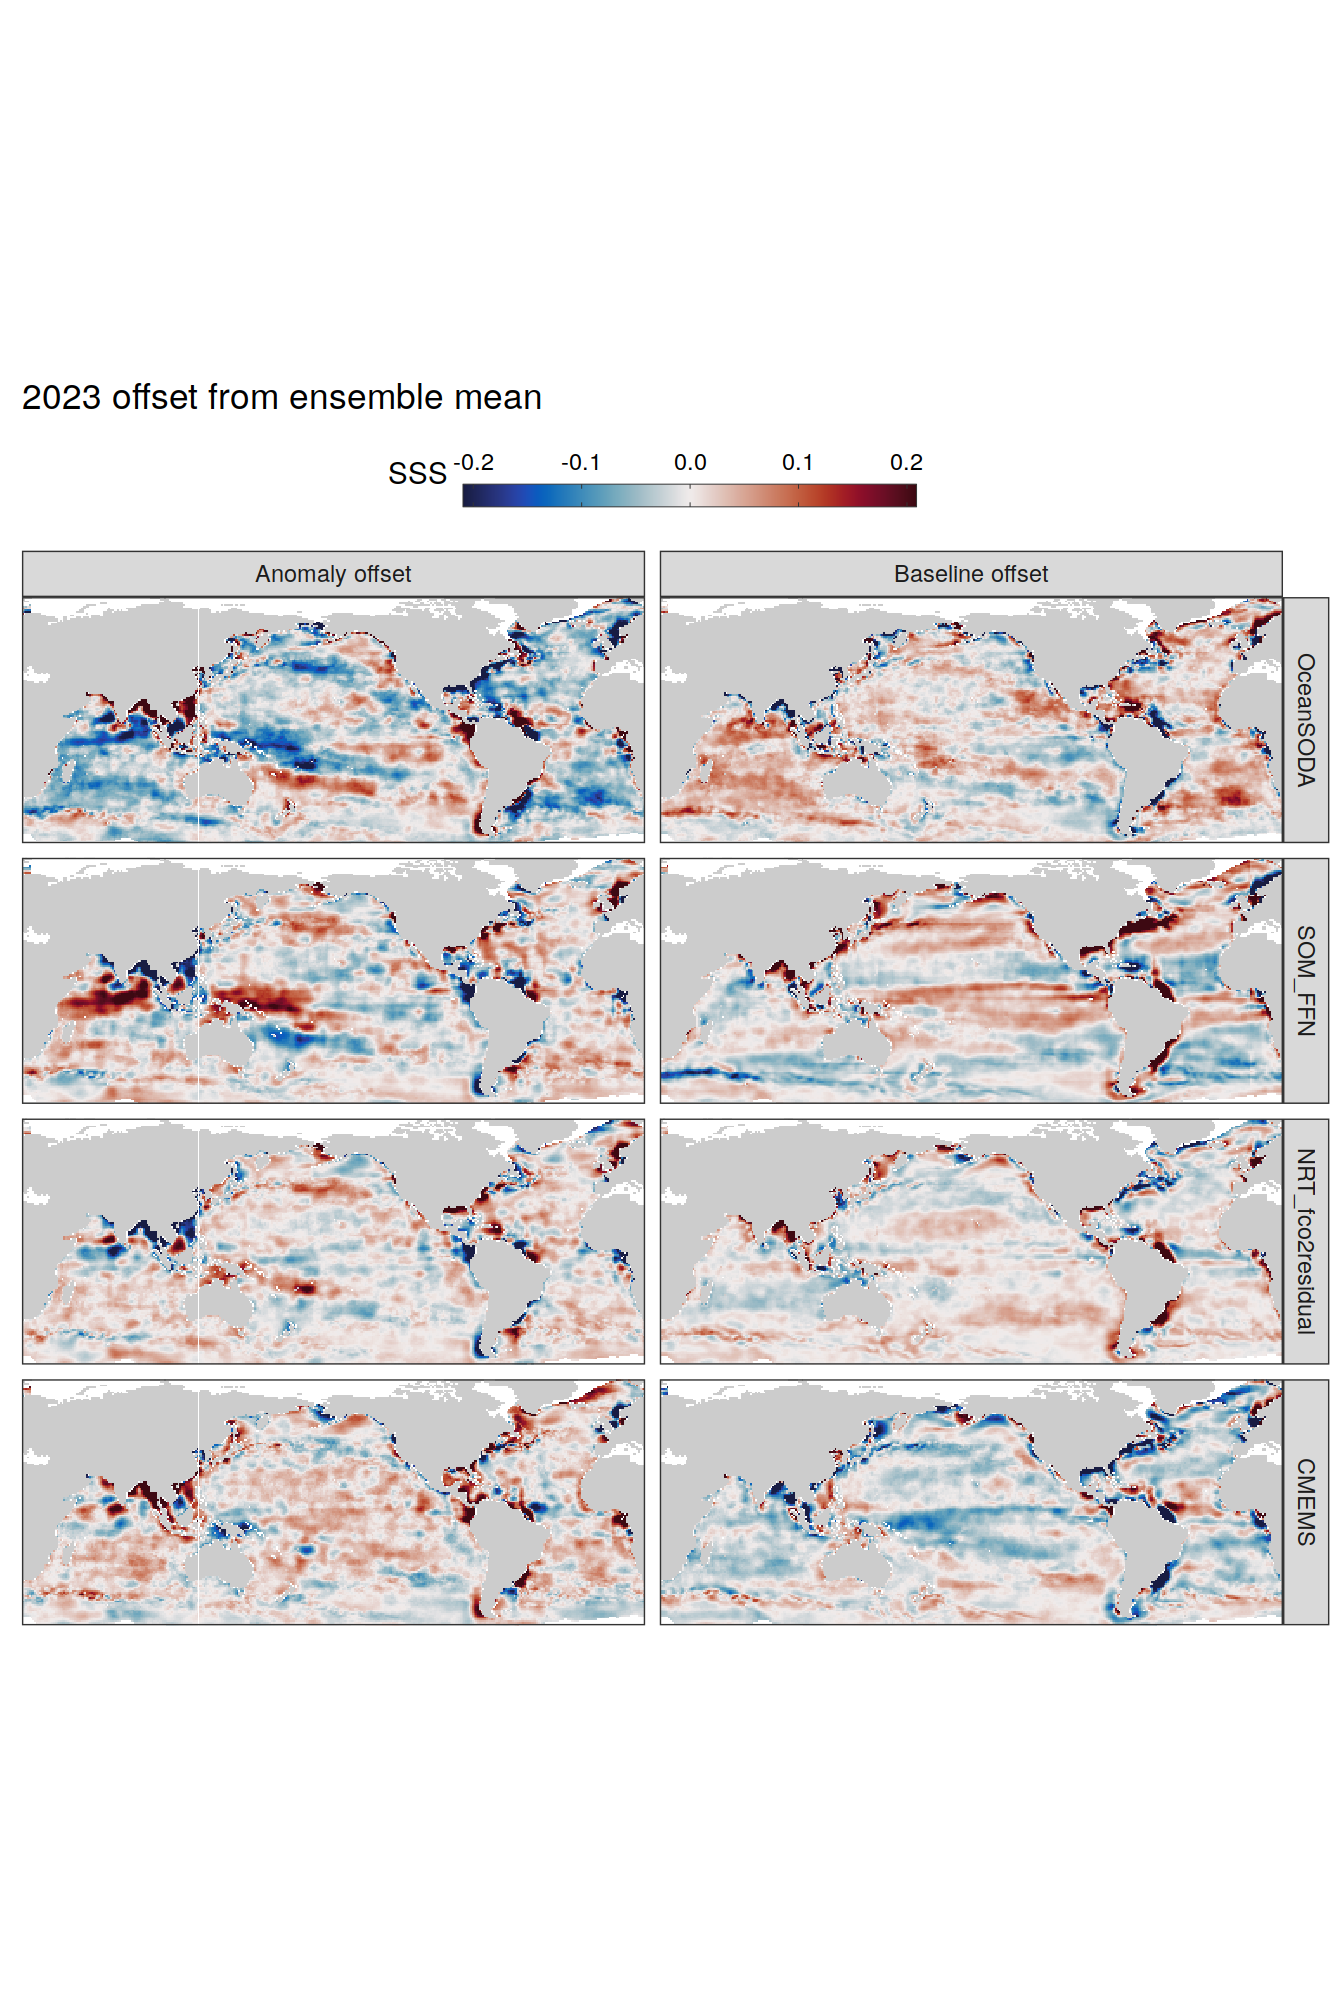 2023 offset from ensemble mean
SSS
-0.2 -0.1 0.0 0.1 0.2
Anomaly offset
Baseline offset
OceanSODA
SOM_FFN
NRT_fco2residual
CMEMS